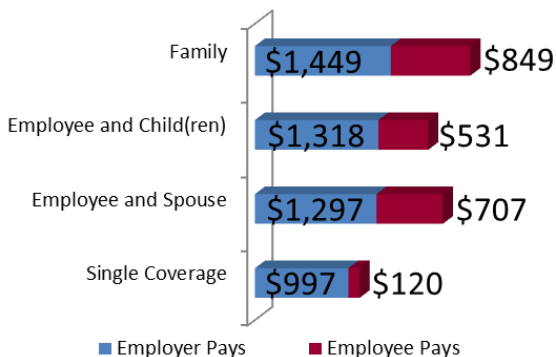 Family $1,449 $849
Employee and Child(ren) $1,318 $531
Employee and Spouse $1,297 $707
Single Coverage $997 $120
Employer Pays Employee Pays